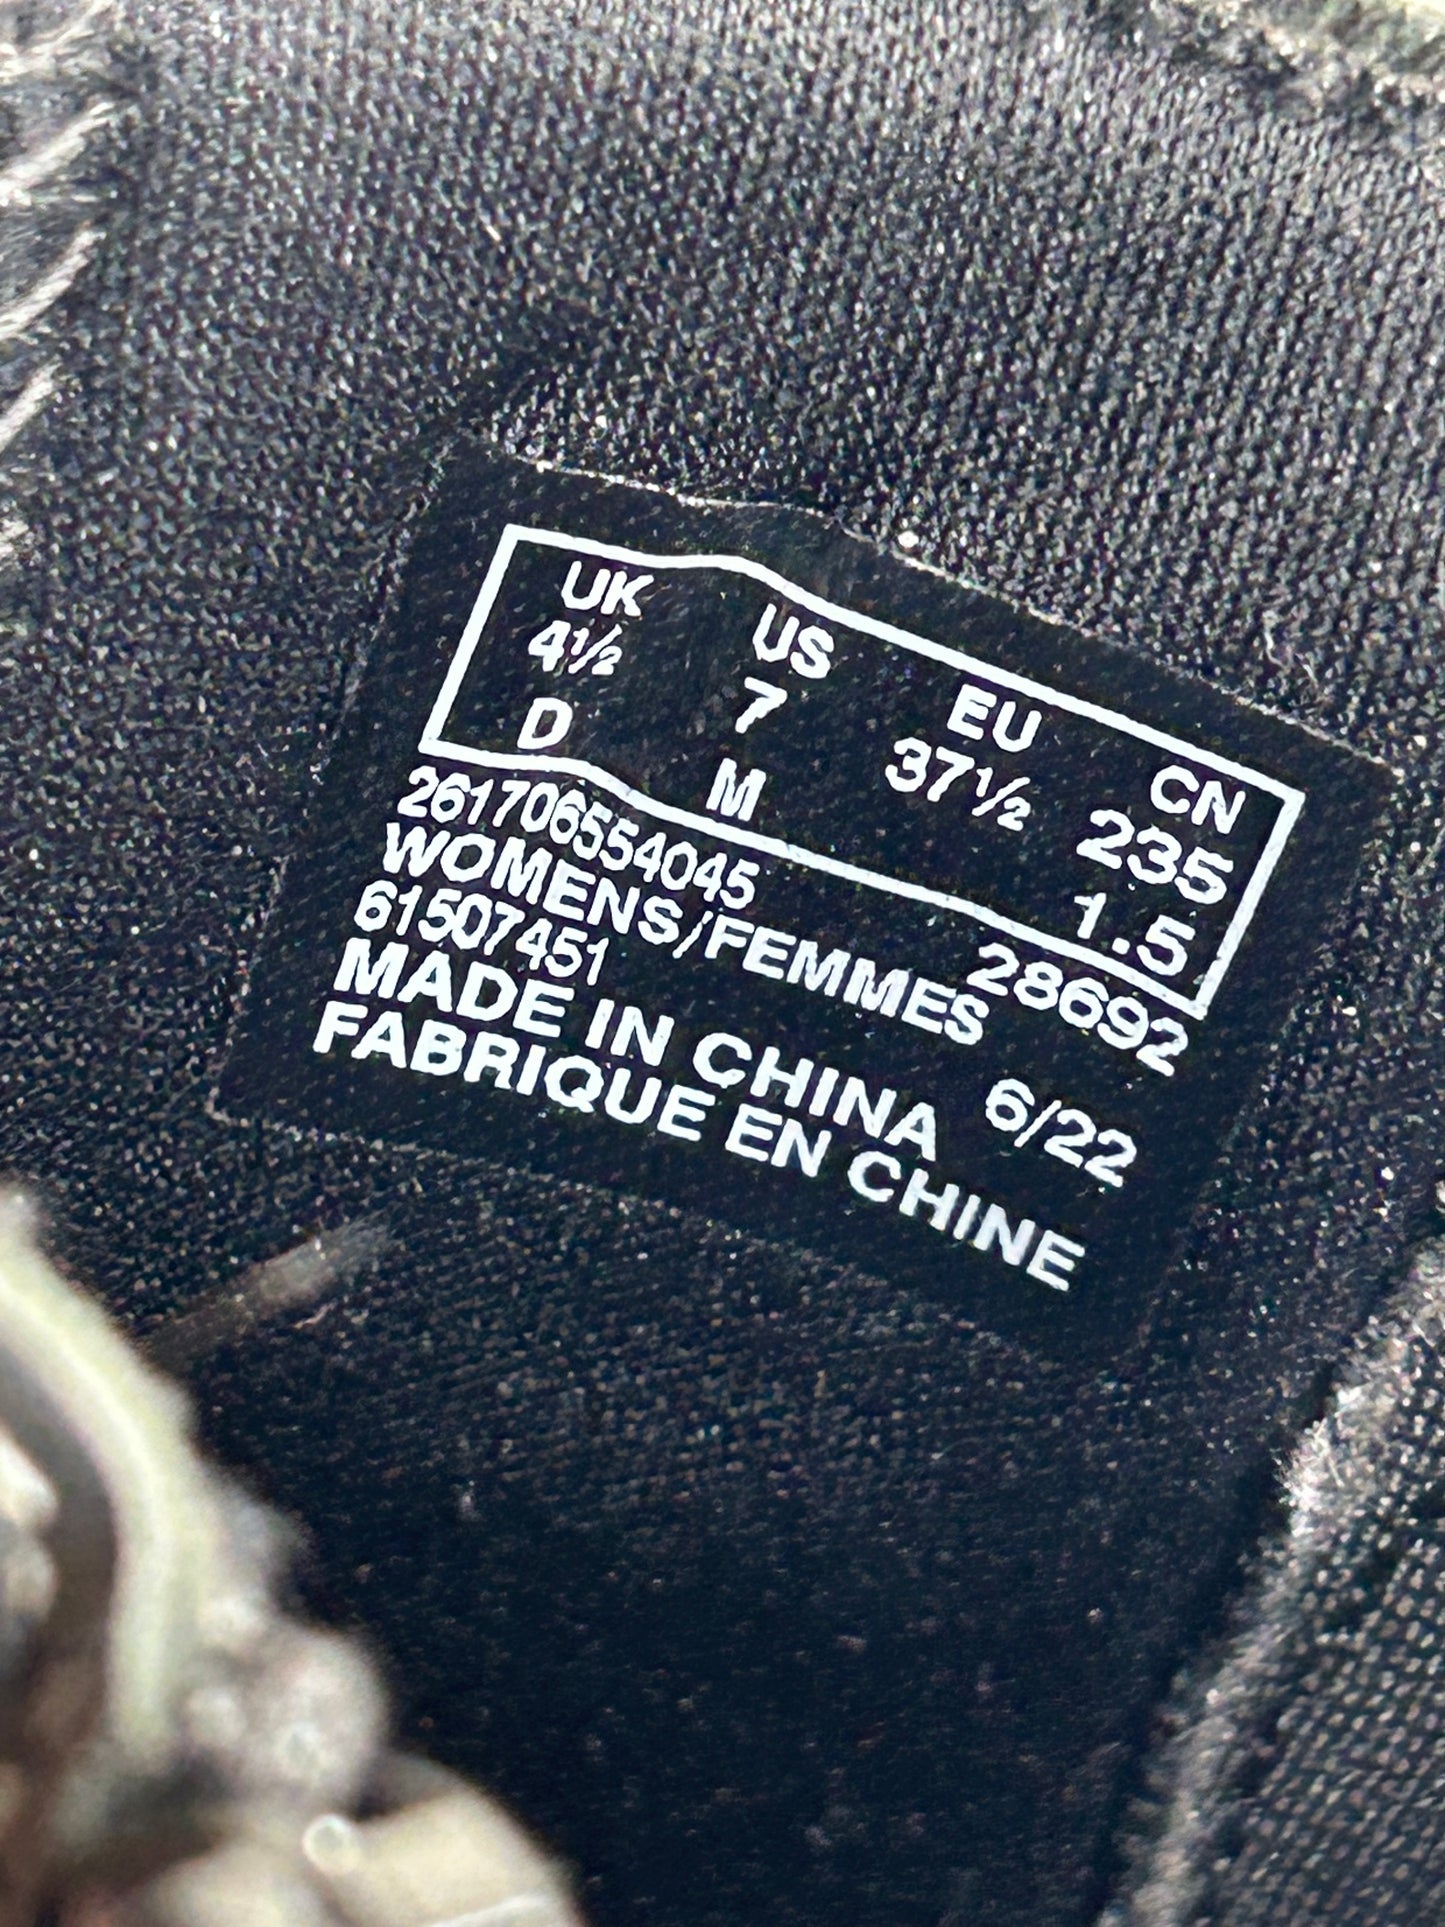 UK US EU CN
4½ 7 37½ 235
D M 1.5
261706554045 28692
WOMENS/FEMMES
61507451
MADE IN CHINA 6/22
FABRIQUE EN CHINE